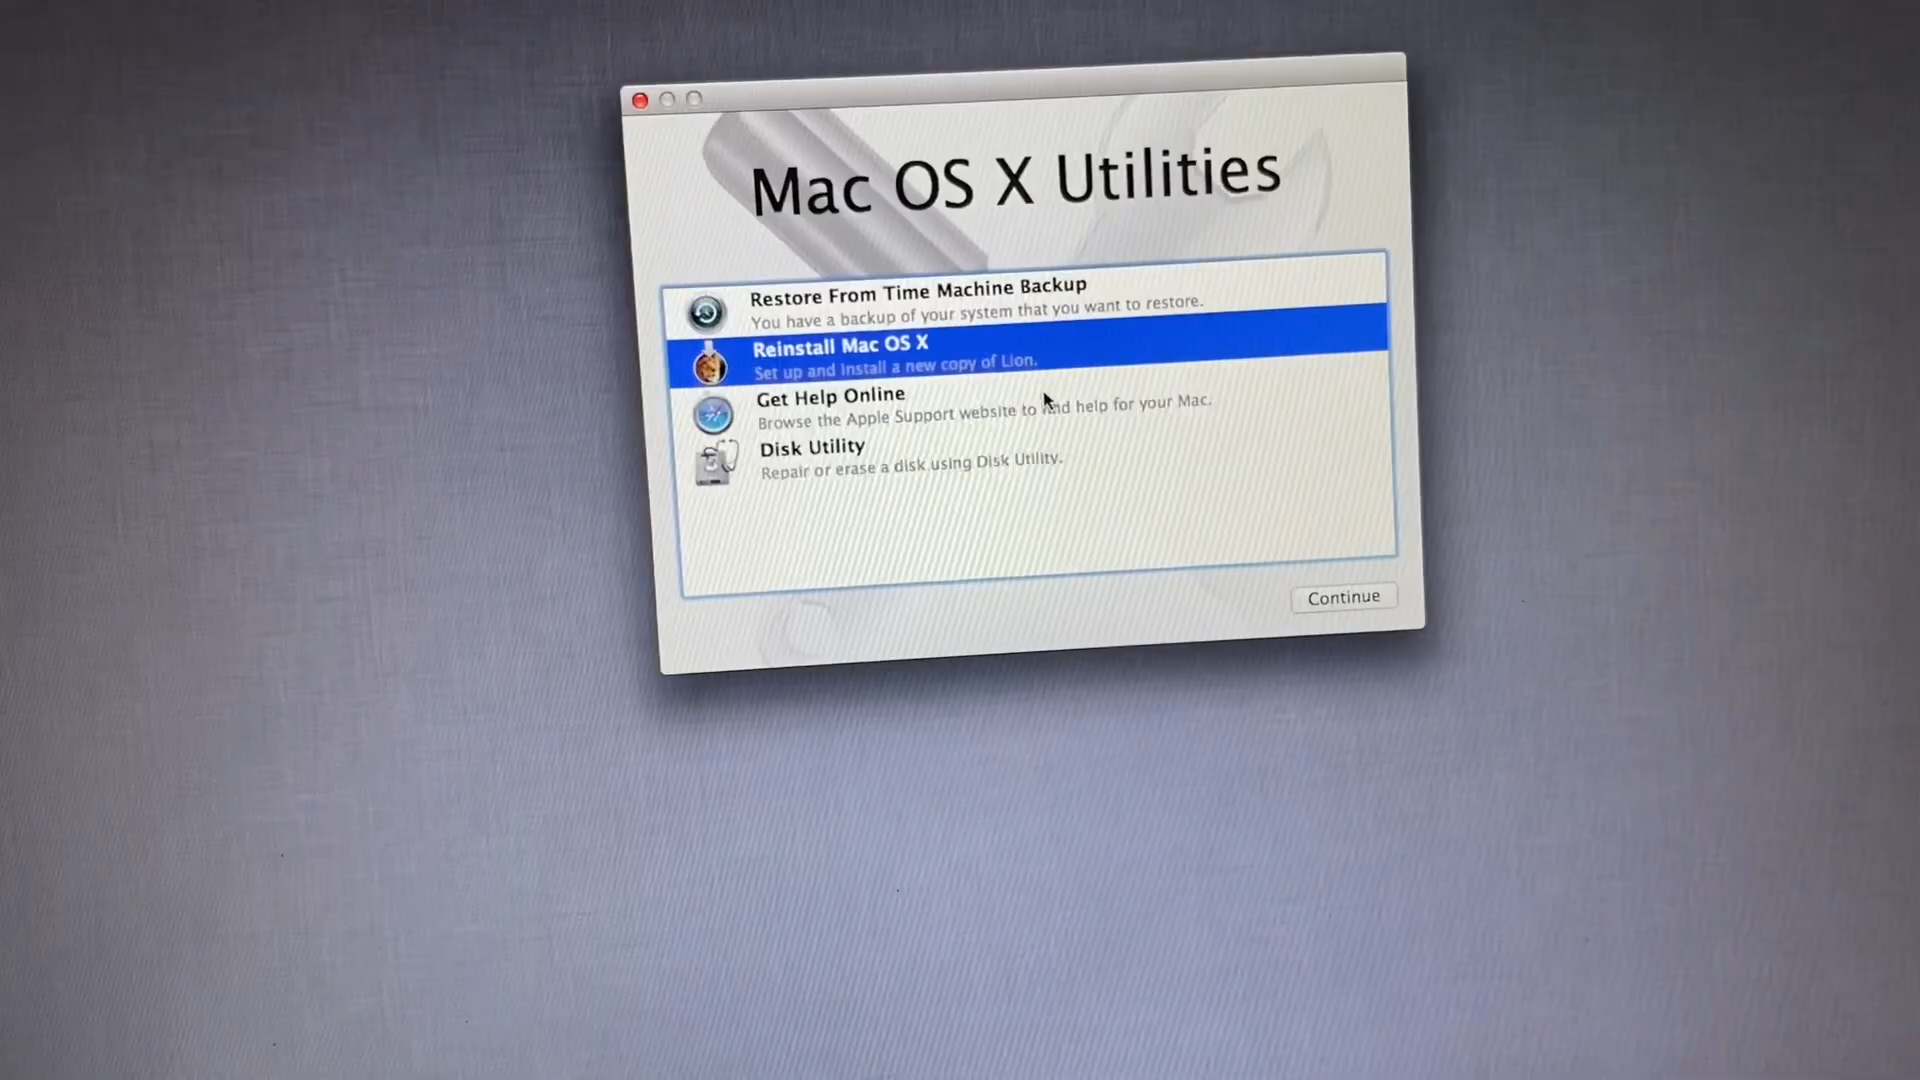 Mac OS X Utilities
Restore From Time Machine Backup
You have a backup of your system that you want to restore.
Reinstall Mac OS X
Set up and install a new copy of Lion.
Get Help Online
Browse the Apple Support website to find help for your Mac.
Disk Utility
Repair or erase a disk using Disk Utility.
Continue